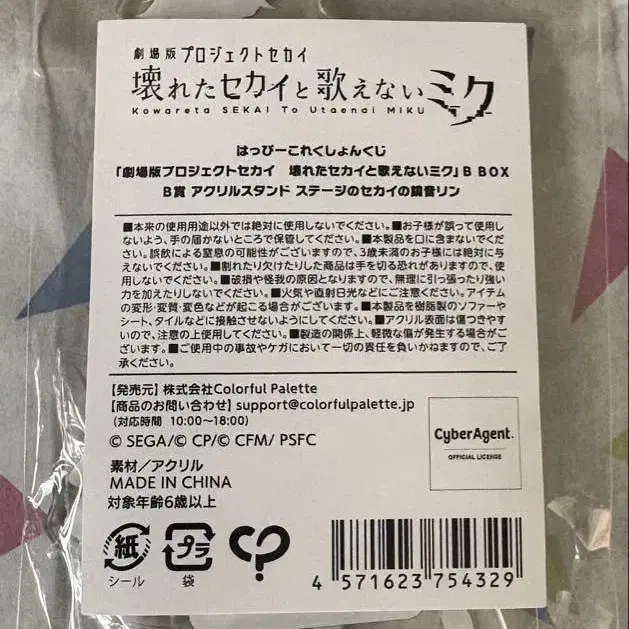 劇場版プロジェクトセカイ
壊れたセカイと歌えないミク
Kowareta SEKAI To Utaenai MIKU
はっぴーこれくしょんくじ
「劇場版プロジェクトセカイ 壊れたセカイと歌えないミク」B BOX
B賞 アクリルスタンド ステージのセカイの鏡音リン
■本来の使用用途以外では絶対に使用しないでください。■お子様が誤って使用し
ないよう、手の届かないところで保管してください。■本製品を口に含まないでくだ
さい。誤飲による窒息の可能性がございますので、3歳未満のお子様には絶対に与
えないでください。■割れたり欠けたりした商品は手を切る恐れがありますので、使
用しないでください。■破損や怪我の原因となりますので、無理に引っ張ったり強い
力を加えたりしないでください。■火気や直射日光などにご注意ください。アイテム
の変形・変質・変色などが起こる場合がございます。■本製品を樹脂製のソファーや
シート、タイルなどに接触させないようにしてください。■アクリル表面は傷つきやす
いので、注意の上使用してください。■製造の関係上、軽微な傷が発生する場合がご
ざいます。■ご使用中の事故やケガにおいて一切の責任を負いかねますので、ご了
承ください。
【発売元】株式会社Colorful Palette
【商品のお問い合わせ】support@colorfulpalette.jp
(対応時間 10:00~18:00)
© SEGA/© CP/© CFM/ PSFC
素材/アクリル
MADE IN CHINA
対象年齢6歳以上
CyberAgent.
OFFICIAL LICENSE
紙
シール
プラ
袋
4 571623 754329